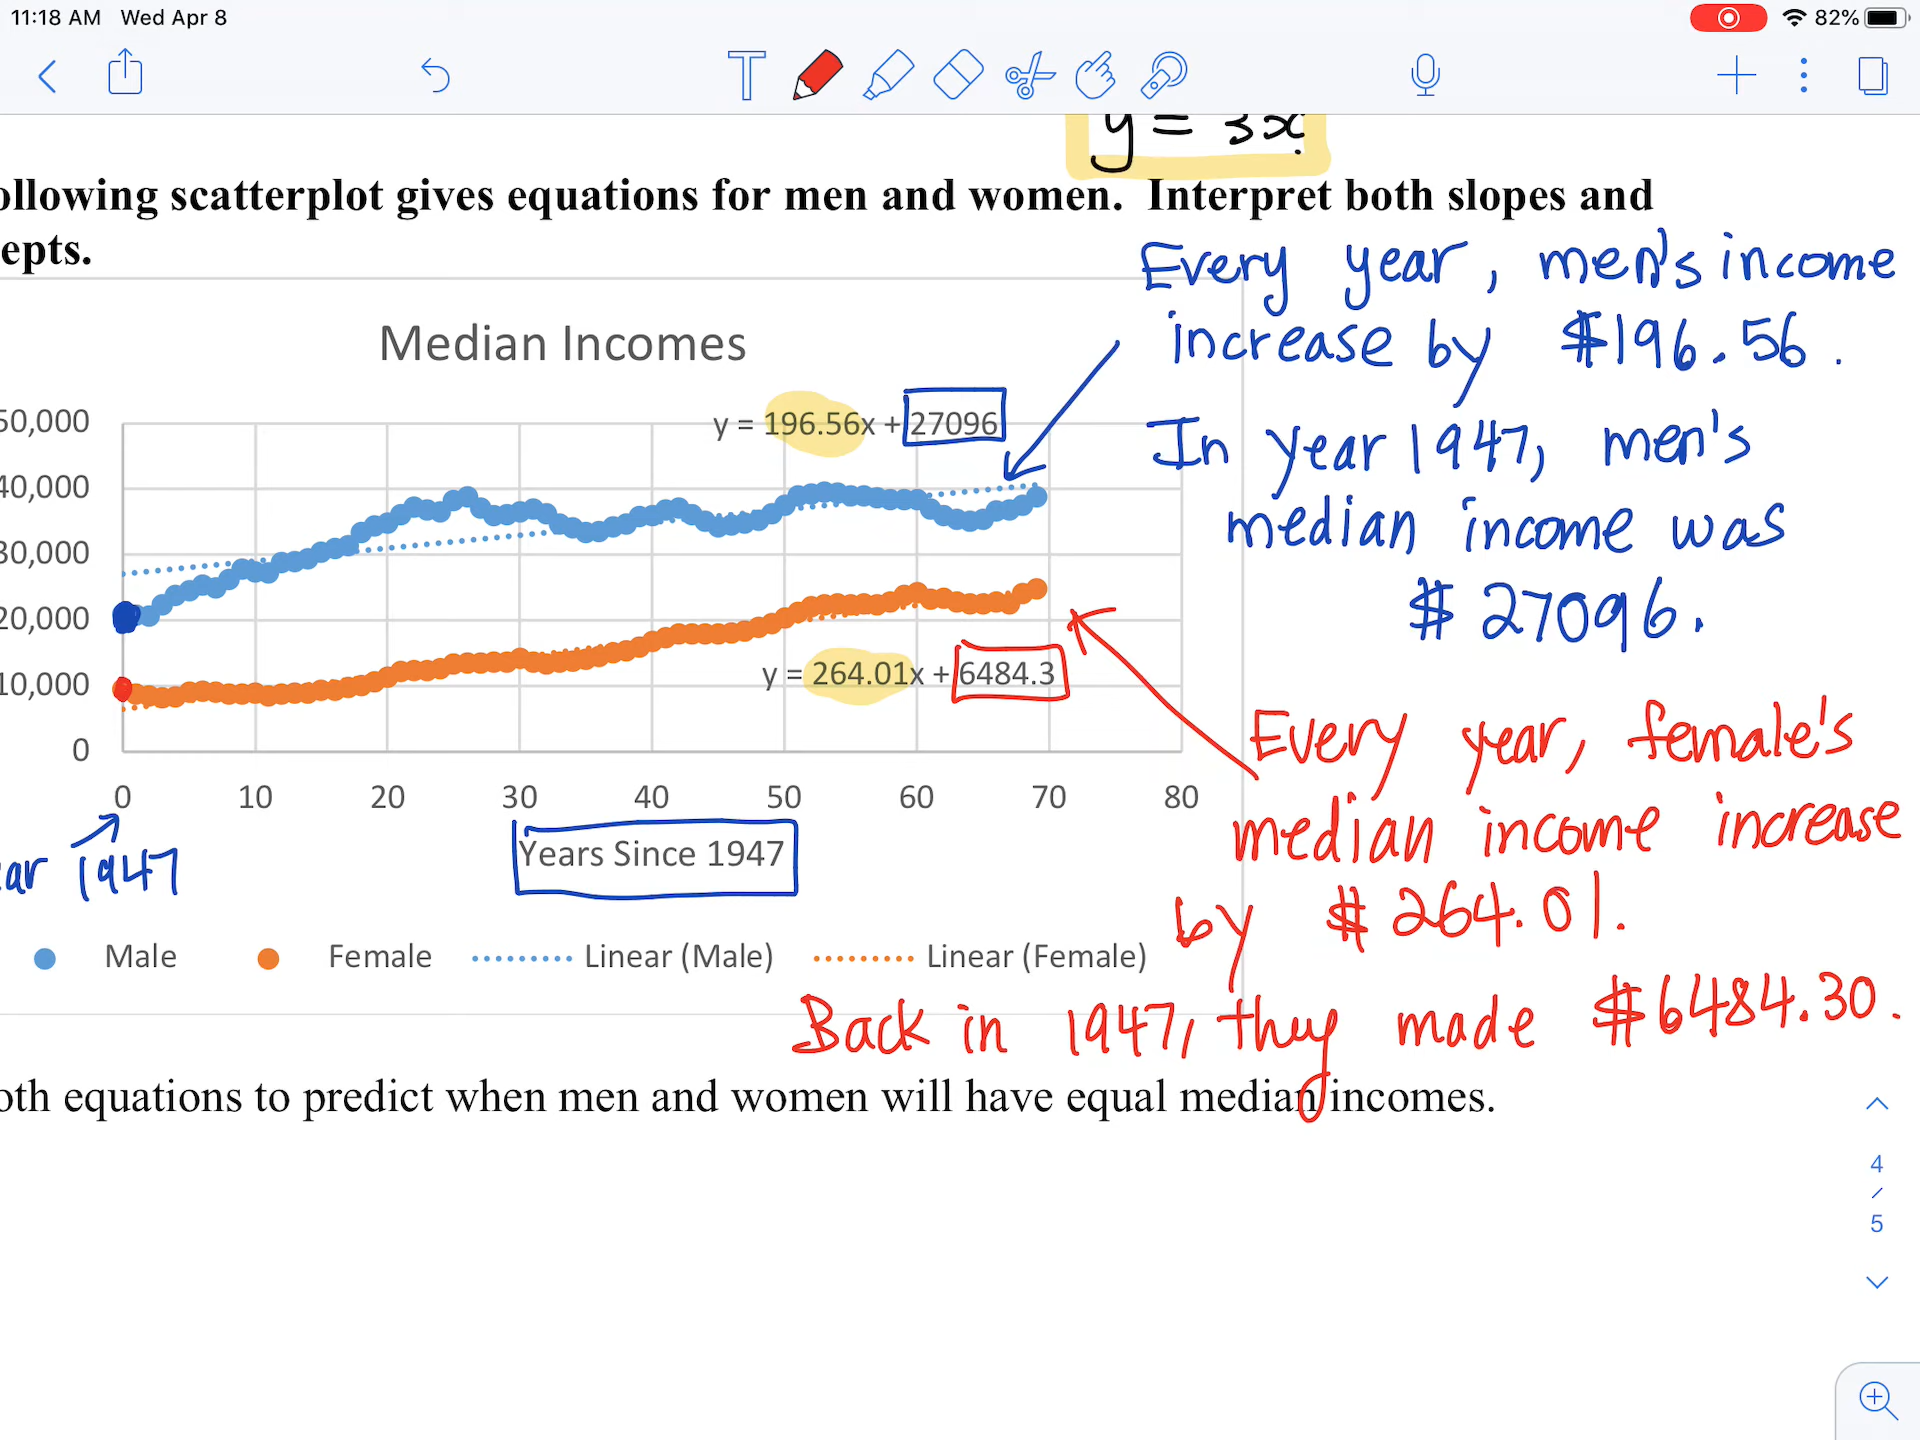 11:18 AM Wed Apr 8
82%
y = 3x
ollowing scatterplot gives equations for men and women. Interpret both slopes and
epts.
Every year, men's income
increase by $196.56.
In year 1947, men's
median income was
$27096.
Median Incomes
y = 196.56x + 27096
50,000
40,000
30,000
20,000
10,000
0
y = 264.01x + 6484.3
0 10 20 30 40 50 60 70 80
ar 1947
Years Since 1947
Every year, female's
median income increase
by $264.01.
Male Female Linear (Male) Linear (Female)
Back in 1947, they made $6484.30.
oth equations to predict when men and women will have equal median incomes.
4
/
5